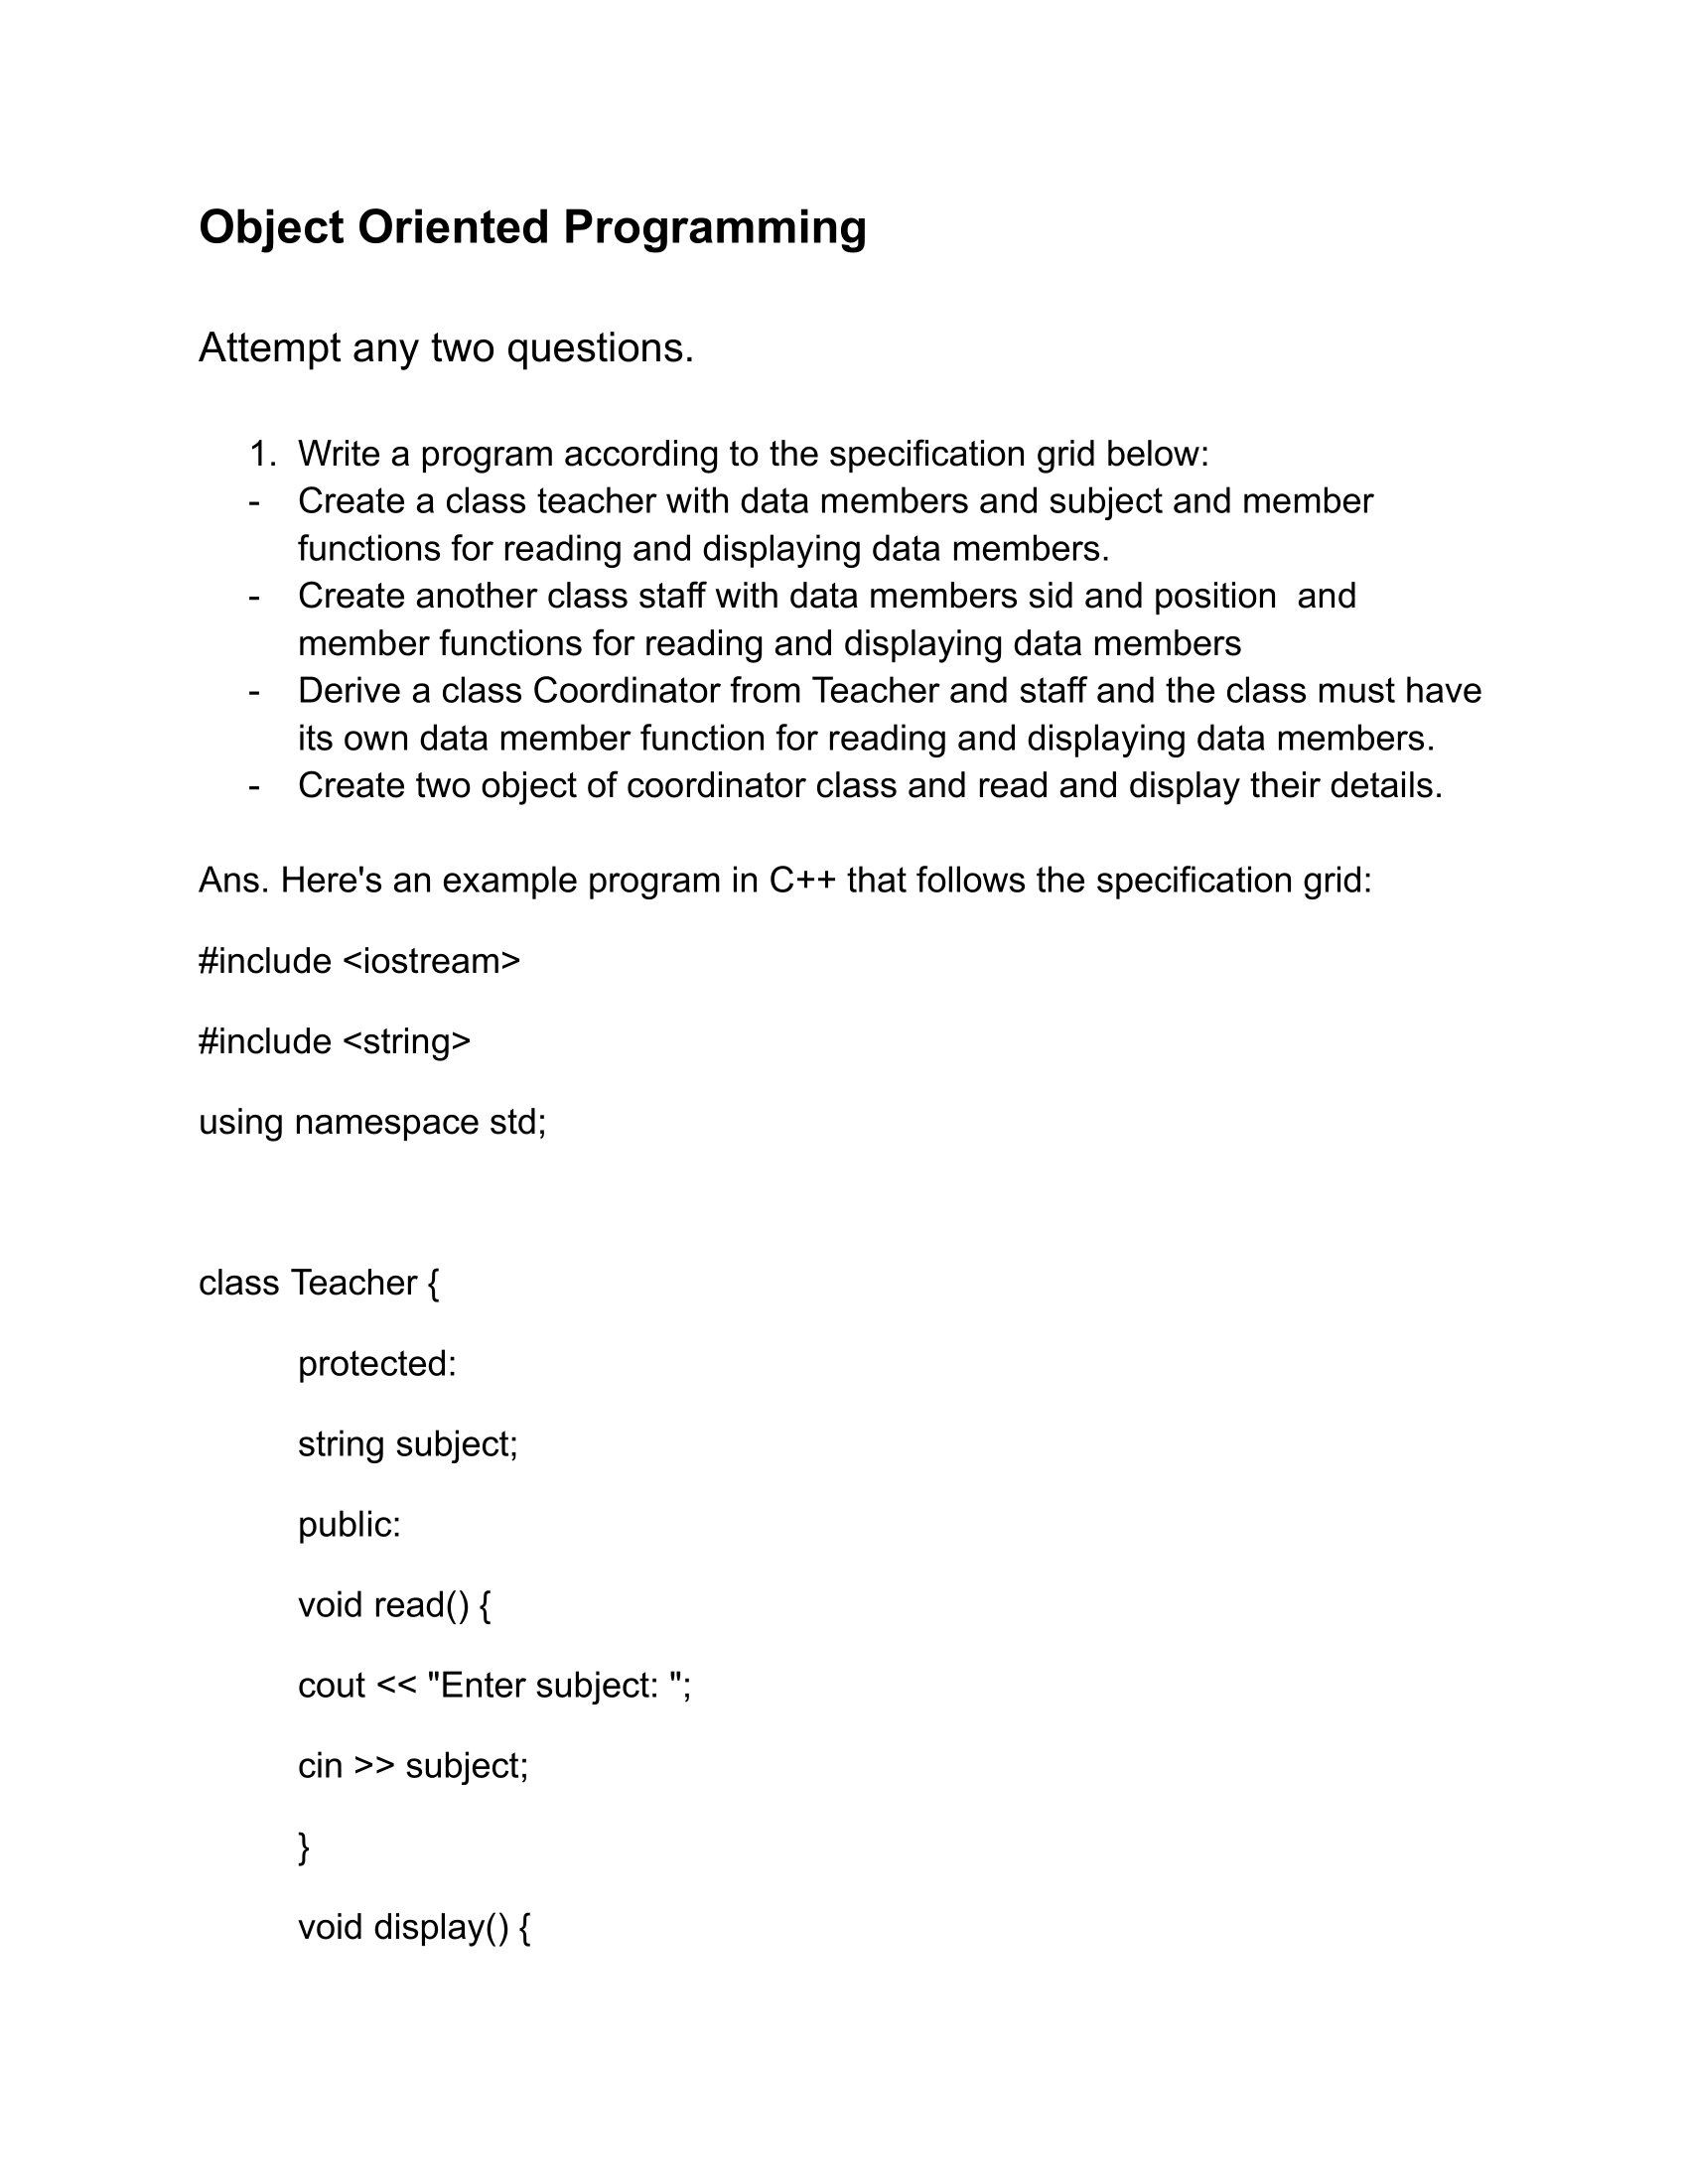 Object Oriented Programming
Attempt any two questions.
1. Write a program according to the specification grid below:
- Create a class teacher with data members and subject and member
functions for reading and displaying data members.
- Create another class staff with data members sid and position  and
member functions for reading and displaying data members
- Derive a class Coordinator from Teacher and staff and the class must have
its own data member function for reading and displaying data members.
- Create two object of coordinator class and read and display their details.
Ans. Here's an example program in C++ that follows the specification grid:
#include <iostream>
#include <string>
using namespace std;
class Teacher {
protected:
string subject;
public:
void read() {
cout << "Enter subject: ";
cin >> subject;
}
void display() {